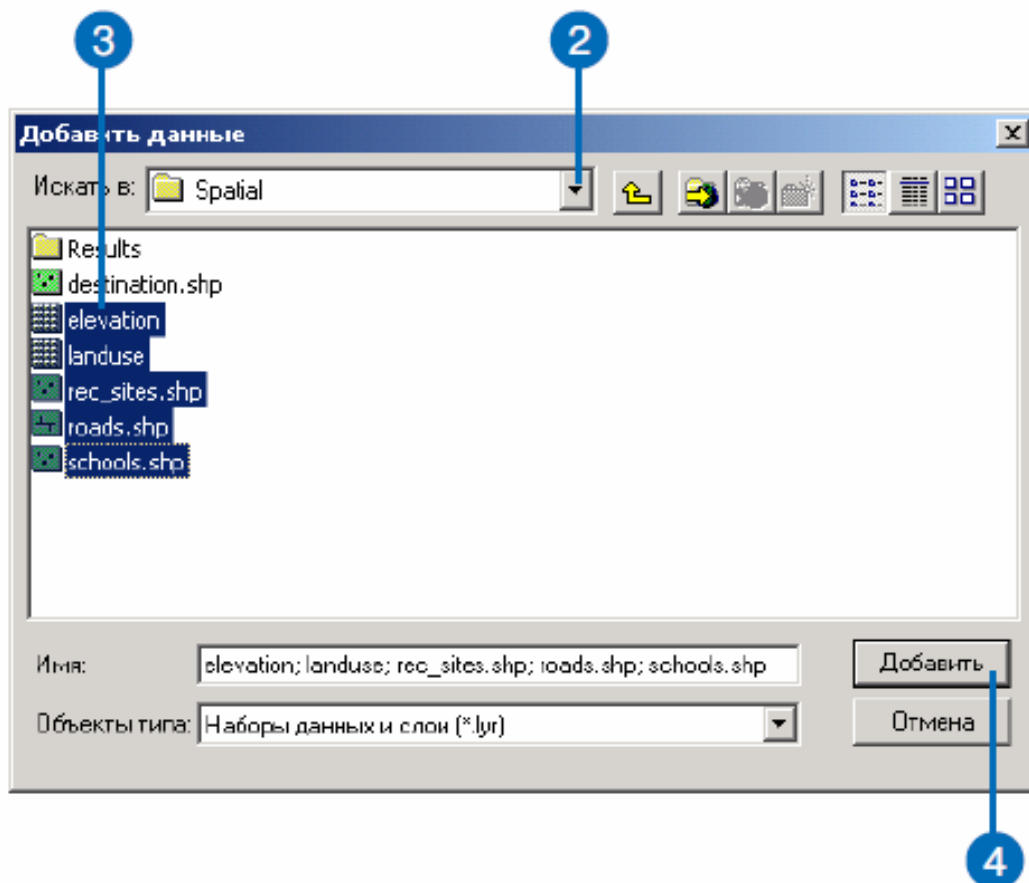 3 2
Добавить данные
Искать в: Spatial
Results
destination.shp
elevation
landuse
rec_sites.shp
roads.shp
schools.shp
Имя: elevation; landuse; rec_sites.shp; roads.shp; schools.shp Добавить
Объекты типа: Наборы данных и слои (*.lyr) Отмена
4